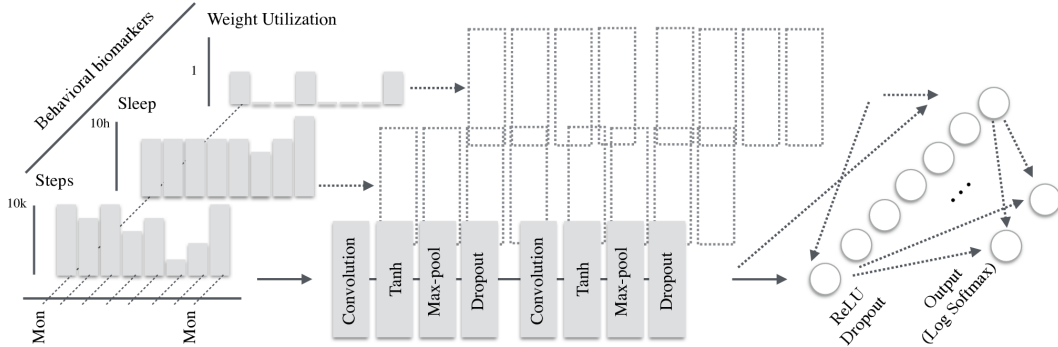 Behavioral biomarkers
Weight Utilization
1
Sleep
10h
Steps
10k
Mon
Mon
Convolution
Tanh
Max-pool
Dropout
Convolution
Tanh
Max-pool
Dropout
ReLU
Dropout
Output
(Log Softmax)